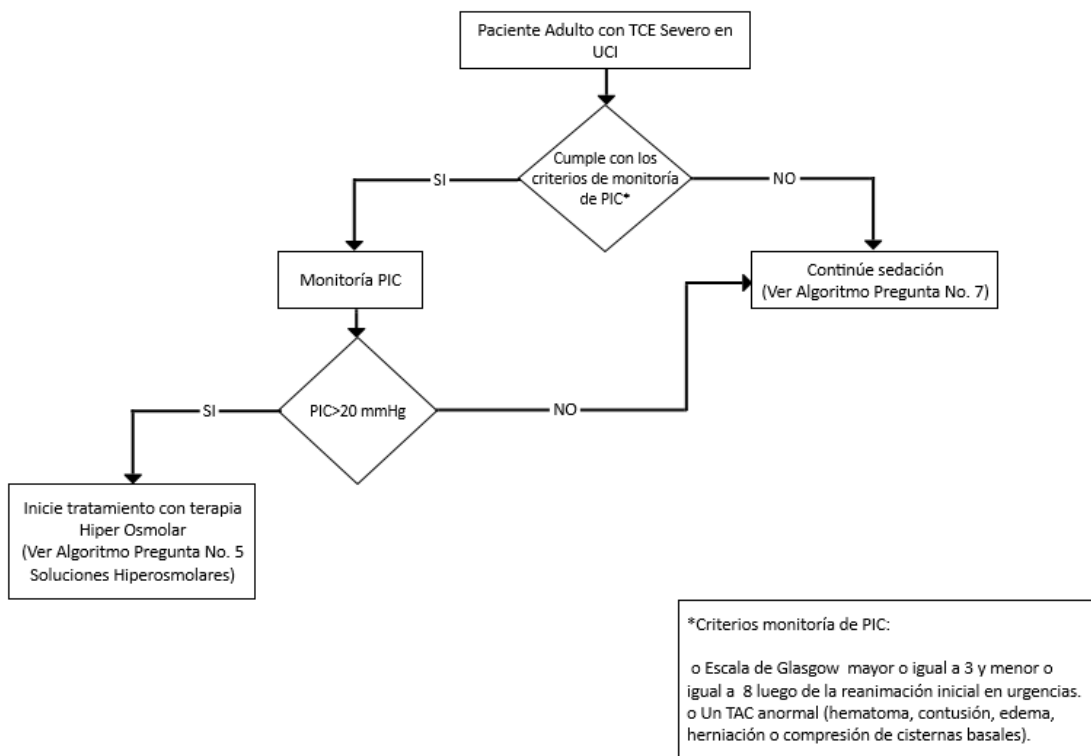 Paciente Adulto con TCE Severo en
UCI
Cumple con los
criterios de monitoría
de PIC*
SI
NO
Monitoría PIC
Continúe sedación
(Ver Algoritmo Pregunta No. 7)
PIC>20 mmHg
SI
NO
Inicie tratamiento con terapia
Hiper Osmolar
(Ver Algoritmo Pregunta No. 5
Soluciones Hiperosmolares)
*Criterios monitoría de PIC:
o Escala de Glasgow mayor o igual a 3 y menor o
igual a 8 luego de la reanimación inicial en urgencias.
o Un TAC anormal (hematoma, contusión, edema,
herniación o compresión de cisternas basales).